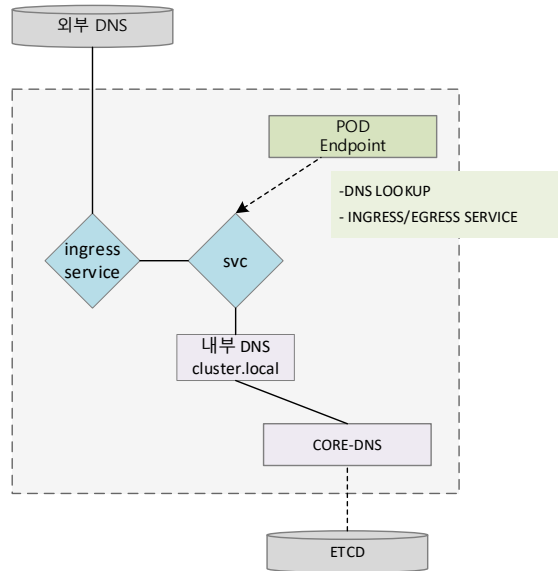 외부 DNS
POD
Endpoint
-DNS LOOKUP
- INGRESS/EGRESS SERVICE
ingress
service
svc
내부 DNS
cluster.local
CORE-DNS
ETCD